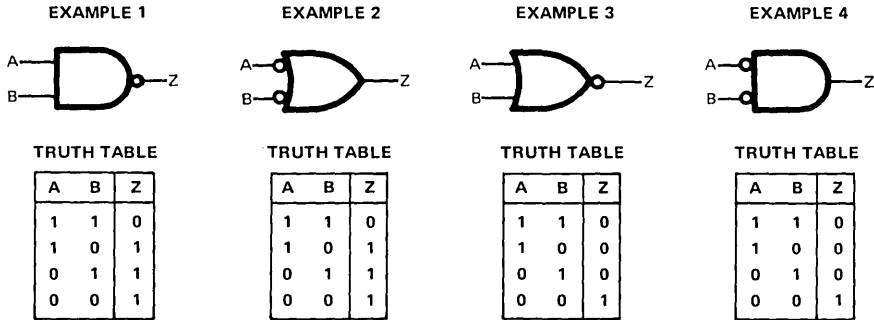 EXAMPLE 1 EXAMPLE 2 EXAMPLE 3 EXAMPLE 4
A Z A Z A Z A Z
B B B B
TRUTH TABLE TRUTH TABLE TRUTH TABLE TRUTH TABLE
A B Z A B Z A B Z A B Z
1 1 0 1 1 0 1 1 0 1 1 0
1 0 1 1 0 1 1 0 0 1 0 0
0 1 1 0 1 1 0 1 0 0 1 0
0 0 1 0 0 1 0 0 1 0 0 1